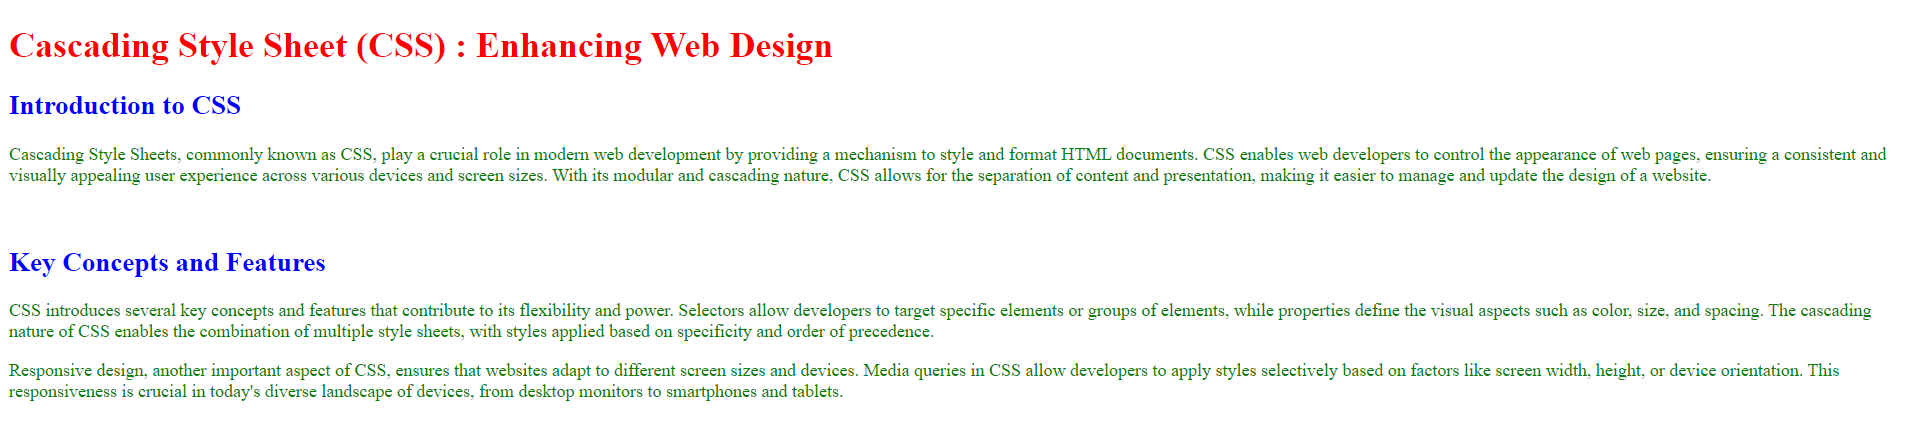 Cascading Style Sheet (CSS) : Enhancing Web Design
Introduction to CSS
Cascading Style Sheets, commonly known as CSS, play a crucial role in modern web development by providing a mechanism to style and format HTML documents. CSS enables web developers to control the appearance of web pages, ensuring a consistent and
visually appealing user experience across various devices and screen sizes. With its modular and cascading nature, CSS allows for the separation of content and presentation, making it easier to manage and update the design of a website.
Key Concepts and Features
CSS introduces several key concepts and features that contribute to its flexibility and power. Selectors allow developers to target specific elements or groups of elements, while properties define the visual aspects such as color, size, and spacing. The cascading
nature of CSS enables the combination of multiple style sheets, with styles applied based on specificity and order of precedence.
Responsive design, another important aspect of CSS, ensures that websites adapt to different screen sizes and devices. Media queries in CSS allow developers to apply styles selectively based on factors like screen width, height, or device orientation. This
responsiveness is crucial in today's diverse landscape of devices, from desktop monitors to smartphones and tablets.